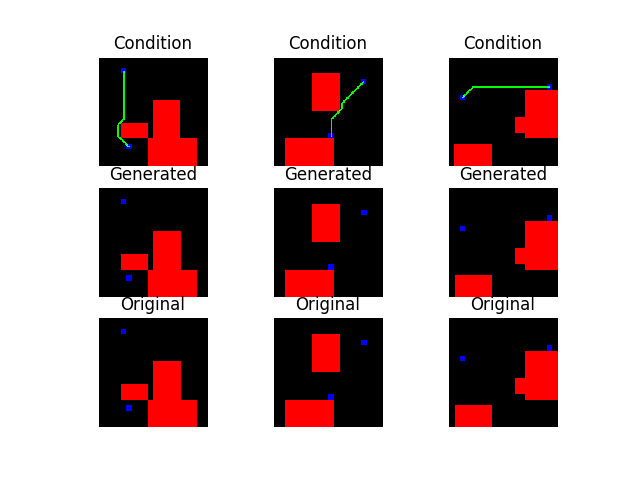 Condition Condition Condition
Generated Generated Generated
Original Original Original